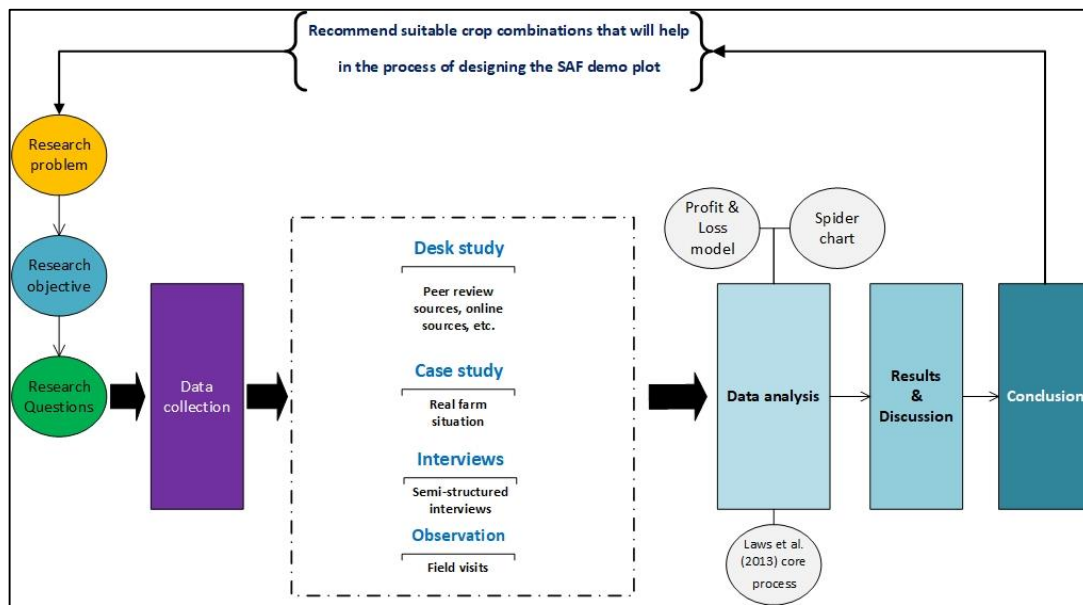 Recommend suitable crop combinations that will help
in the process of designing the SAF demo plot
Research
problem
Research
objective
Research
Questions
Data
collection
Desk study
Peer review
sources, online
sources, etc.
Case study
Real farm
situation
Interviews
Semi-structured
interviews
Observation
Field visits
Profit &
Loss
model
Spider
chart
Data analysis
Laws et al.
(2013) core
process
Results
&
Discussion
Conclusion